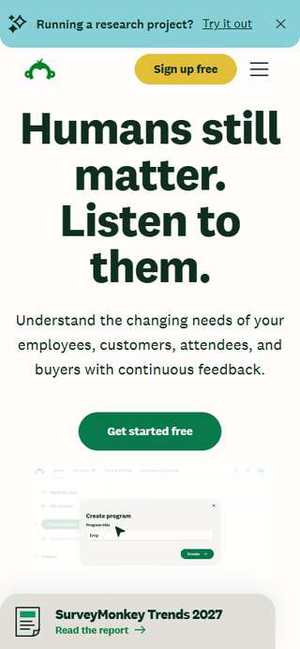 Running a research project? Try it out
Sign up free
Humans still
matter.
Listen to
them.
Understand the changing needs of your
employees, customers, attendees, and
buyers with continuous feedback.
Get started free
Create program
Program title
SurveyMonkey Trends 2027
Read the report →